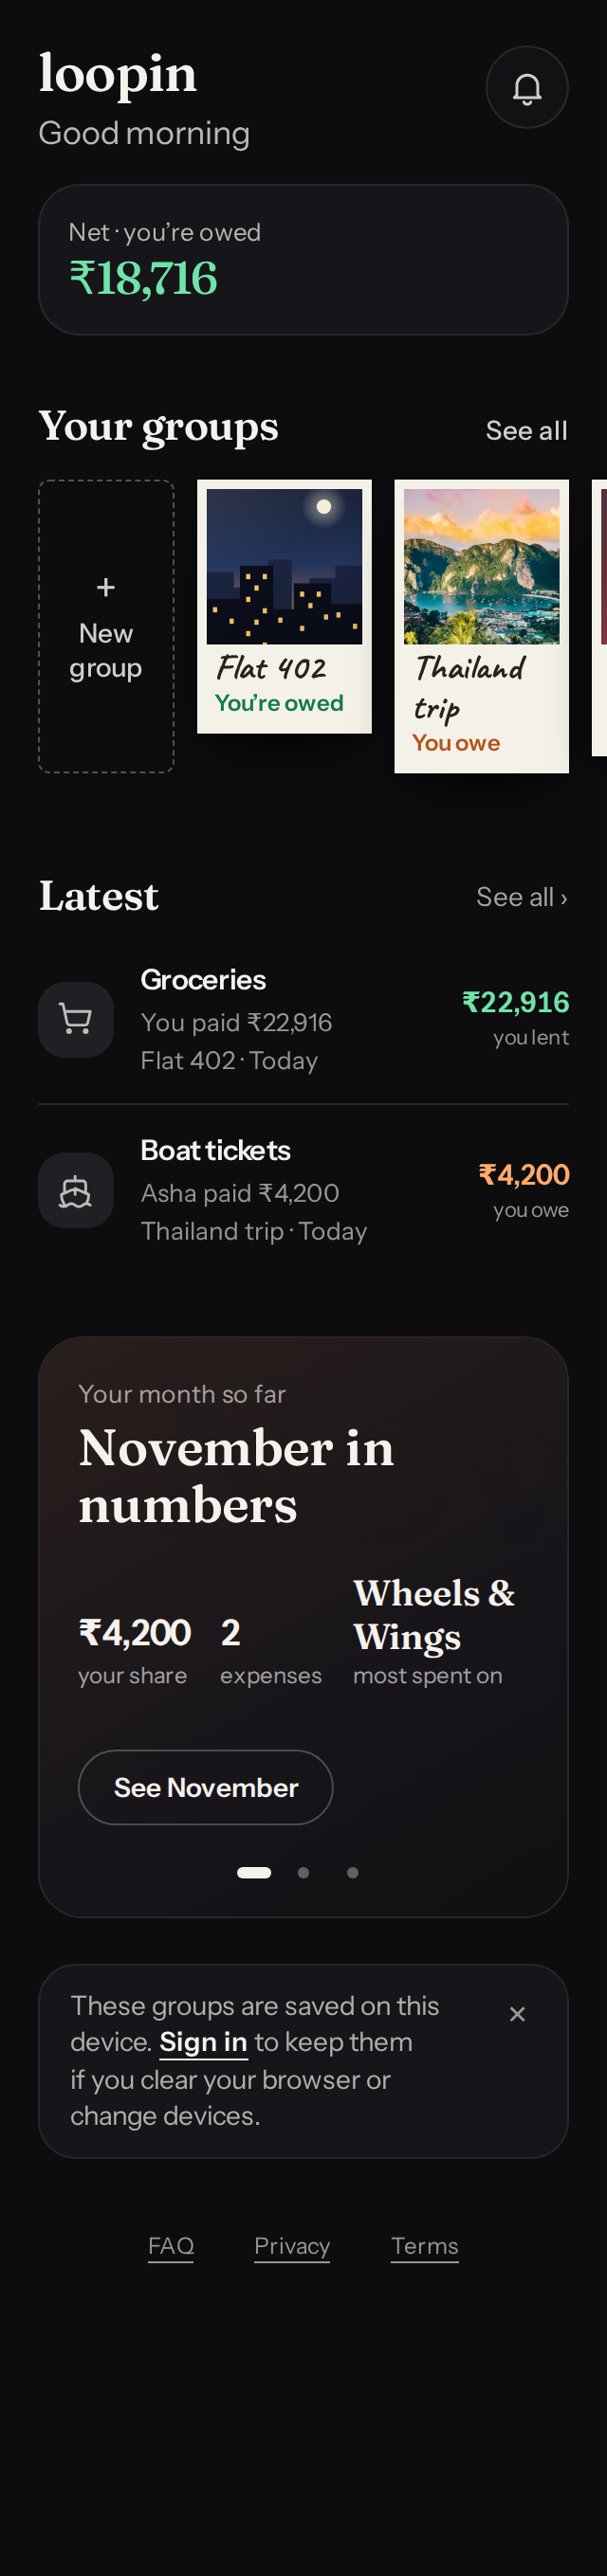 loopin
Good morning
Net · you’re owed
₹18,716
Your groups
See all
+
New
group
Flat 402
You’re owed
Thailand
trip
You owe
Latest
See all ›
Groceries
You paid ₹22,916
Flat 402 · Today
₹22,916
you lent
Boat tickets
Asha paid ₹4,200
Thailand trip · Today
₹4,200
you owe
Your month so far
November in
numbers
₹4,200
your share
2
expenses
Wheels &
Wings
most spent on
See November
These groups are saved on this
device. Sign in to keep them
if you clear your browser or
change devices.
×
FAQ
Privacy
Terms